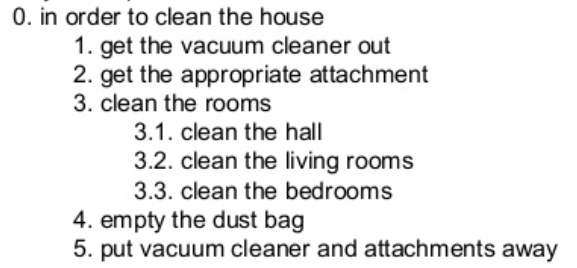 0. in order to clean the house
1. get the vacuum cleaner out
2. get the appropriate attachment
3. clean the rooms
3.1. clean the hall
3.2. clean the living rooms
3.3. clean the bedrooms
4. empty the dust bag
5. put vacuum cleaner and attachments away